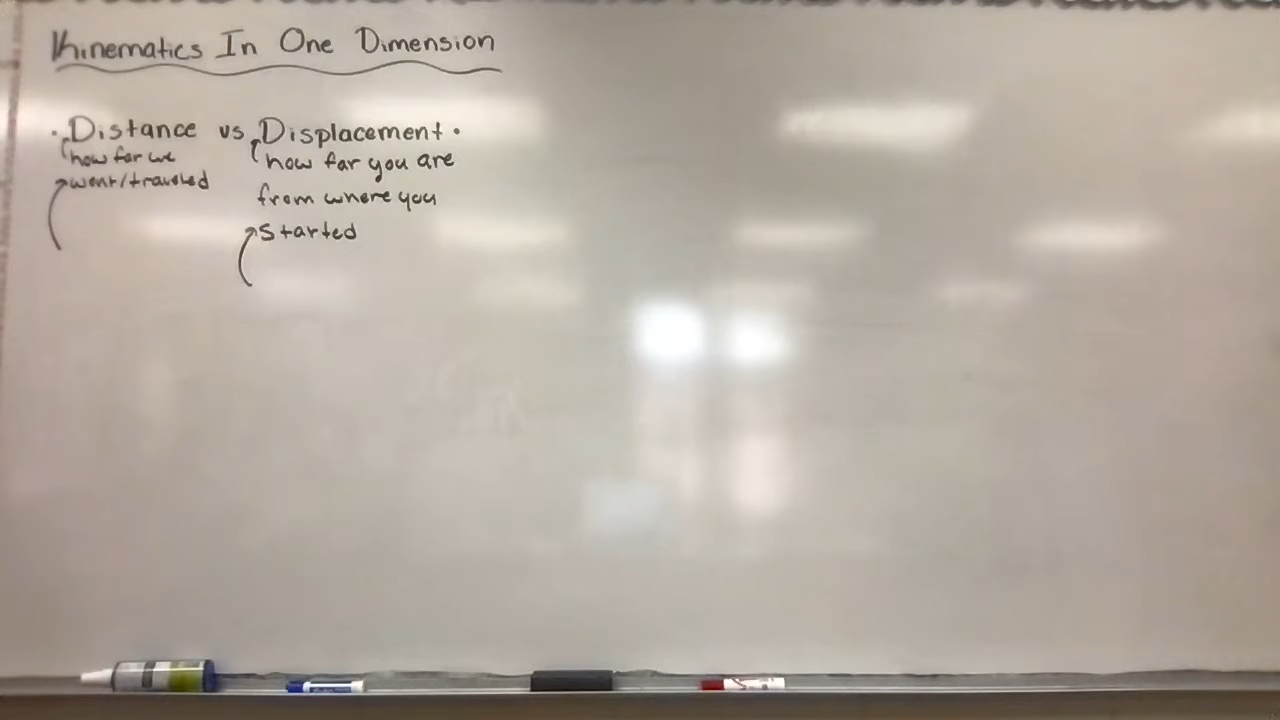 Kinematics In One Dimension
· Distance vs Displacement ·
how far we
went/traveled
how far you are
from where you
started